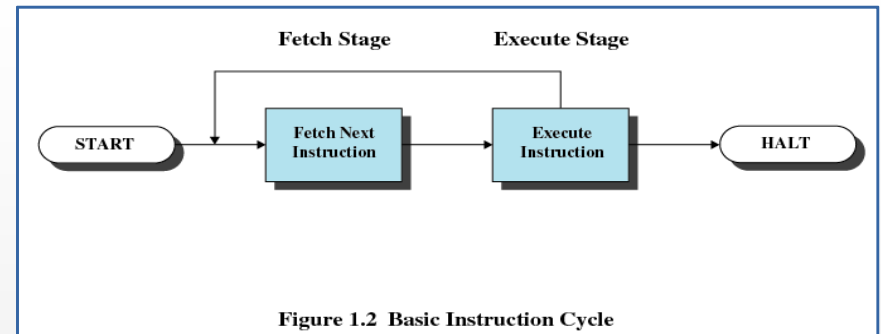 Fetch Stage Execute Stage
START
Fetch Next
Instruction
Execute
Instruction
HALT
Figure 1.2 Basic Instruction Cycle